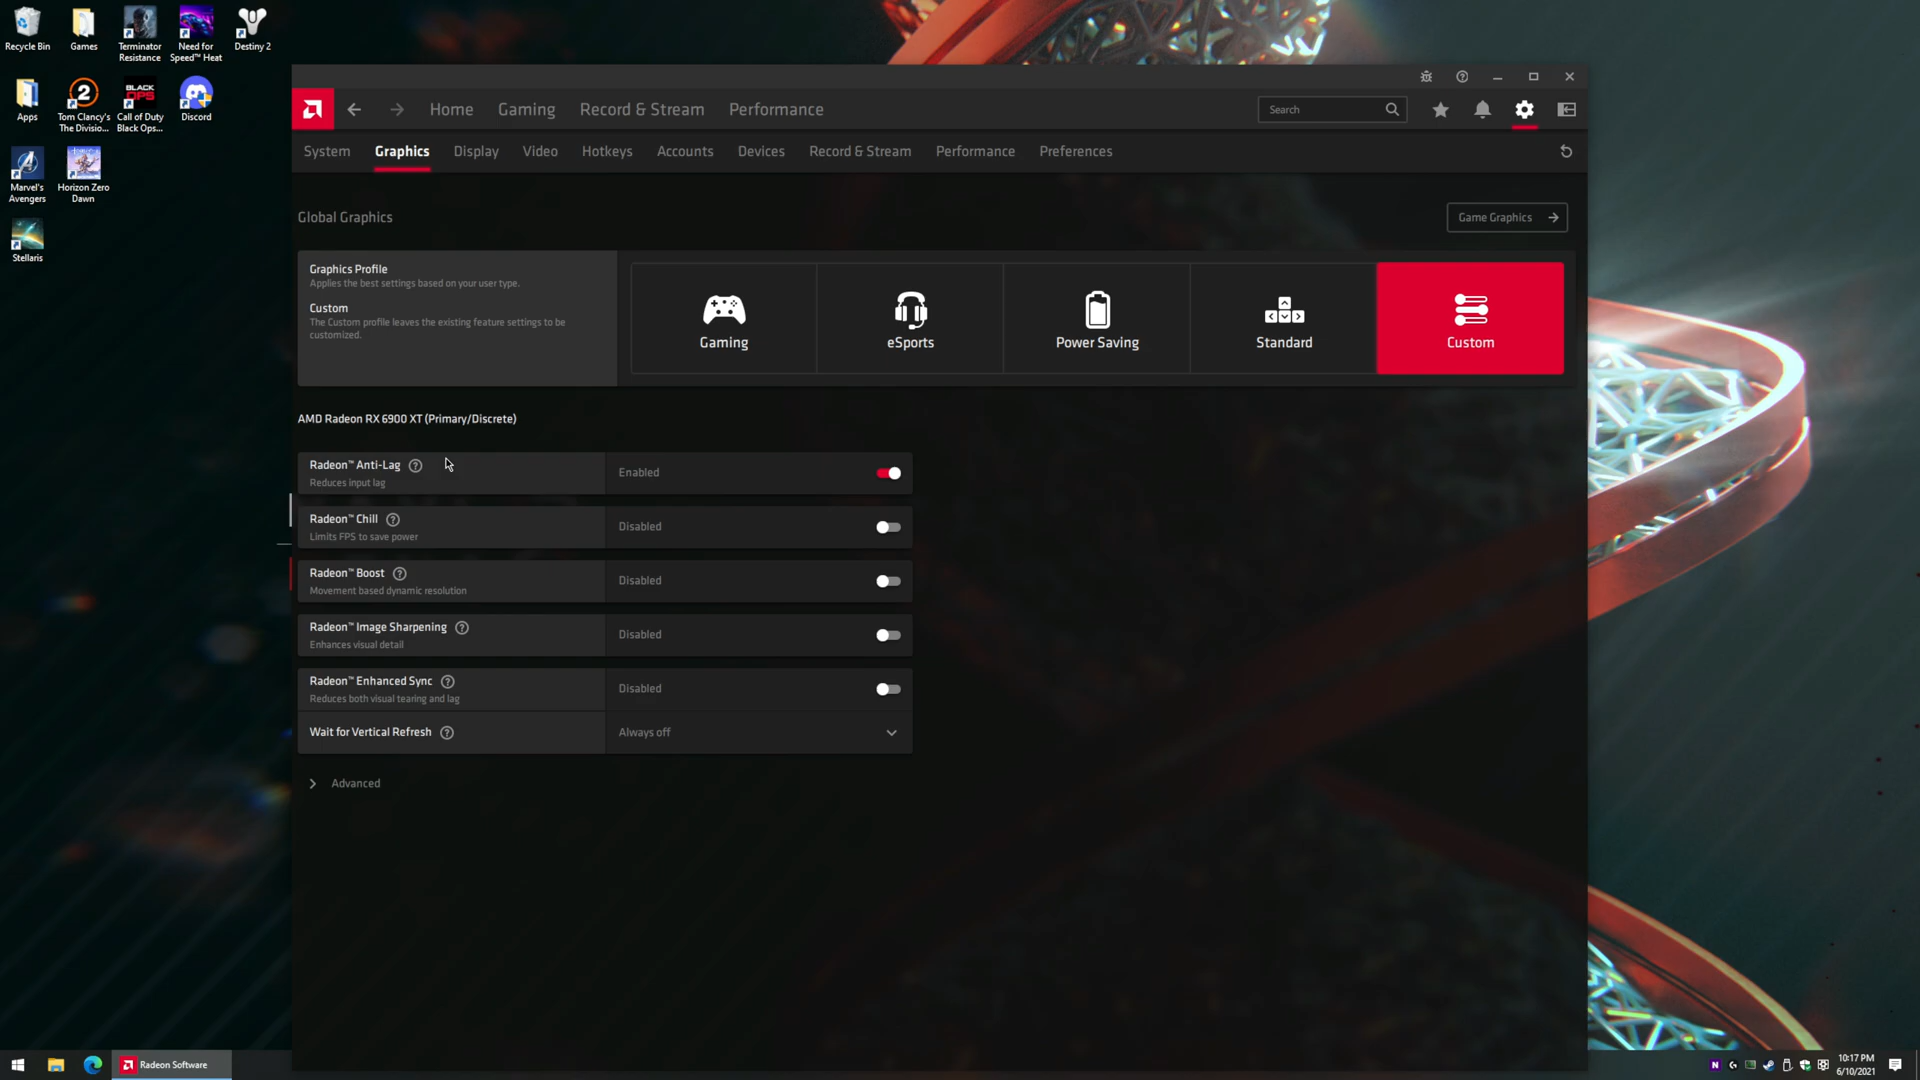 Recycle Bin
Games
Terminator
Resistance
Need for
Speed™ Heat
Destiny 2
Apps
Tom Clancy's
The Divisio...
BLACK
OPS
Call of Duty
Black Ops...
Discord
Marvel's
Avengers
Horizon Zero
Dawn
Stellaris
Home
Gaming
Record & Stream
Performance
Search
System
Graphics
Display
Video
Hotkeys
Accounts
Devices
Record & Stream
Performance
Preferences
Global Graphics
Game Graphics
Graphics Profile
Applies the best settings based on your user type.
Custom
The Custom profile leaves the existing feature settings to be
customized.
Gaming
eSports
Power Saving
Standard
Custom
AMD Radeon RX 6900 XT (Primary/Discrete)
Radeon™ Anti-Lag
Reduces input lag
Enabled
Radeon™ Chill
Limits FPS to save power
Disabled
Radeon™ Boost
Movement based dynamic resolution
Disabled
Radeon™ Image Sharpening
Enhances visual detail
Disabled
Radeon™ Enhanced Sync
Reduces both visual tearing and lag
Disabled
Wait for Vertical Refresh
Always off
Advanced
Radeon Software
10:17 PM
6/10/2021